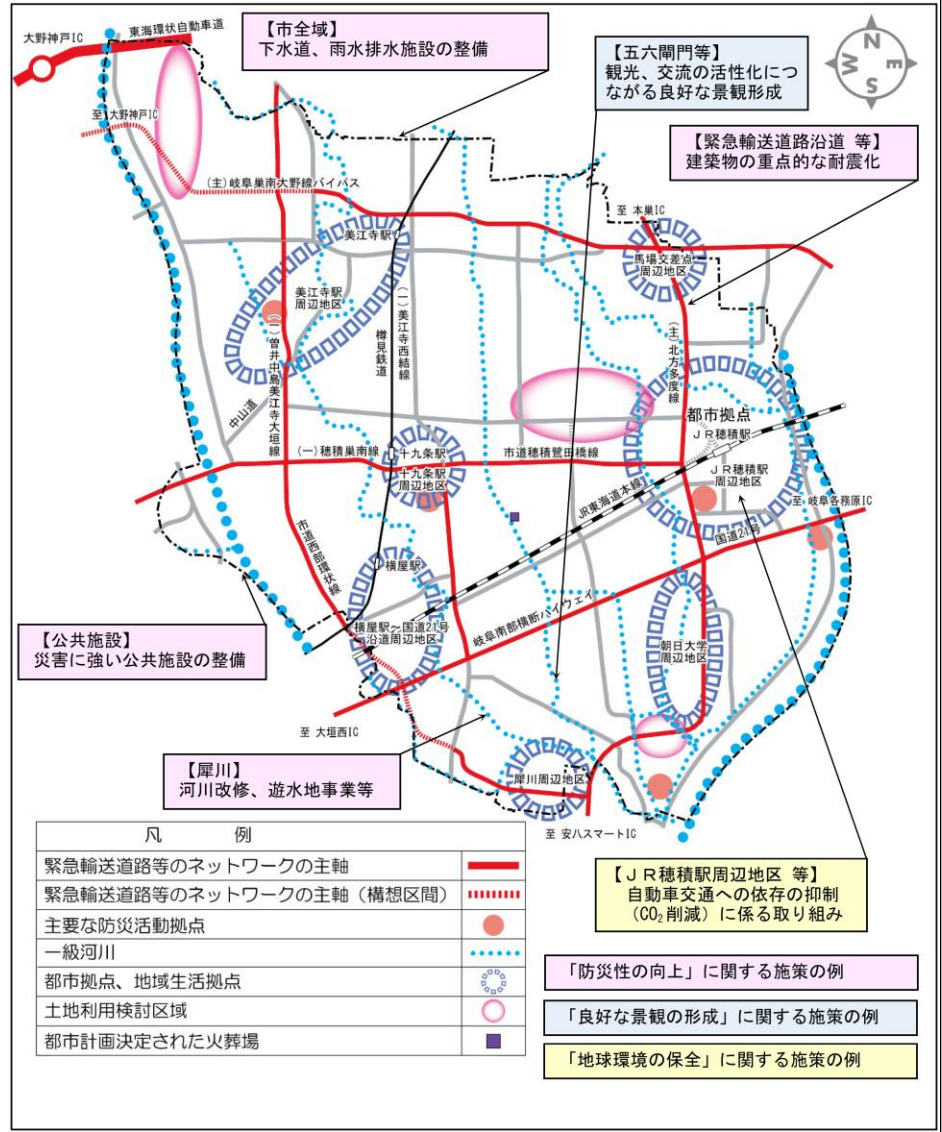 東海環状自動車道
大野神戸IC
【市全域】
下水道、雨水排水施設の整備
【五六閘門等】
観光、交流の活性化につ
ながる良好な景観形成
N
E
S
W
至 大野神戸IC
【緊急輸送道路沿道 等】
建築物の重点的な耐震化
(主)岐阜巣南大野線バイパス
至 本巣IC
美江寺駅
馬場交差点
周辺地区
美江寺駅
周辺地区
(一)美江寺西結線
樽見鉄道
(一)曽井中島美江寺大垣線
(主)北方多度線
中山道
都市拠点
JR穂積駅
(一)穂積巣南線
十九条駅
十九条駅
周辺地区
市道穂積鷺田橋線
JR穂積駅
周辺地区
JR東海道本線
至 岐阜各務原IC
国道21号
市道西部環状線
横屋駅
横屋駅~国道21号
沿道周辺地区
岐阜南部横断ハイウェイ
朝日大学
周辺地区
【公共施設】
災害に強い公共施設の整備
至 大垣西IC
【犀川】
河川改修、遊水地事業等
犀川周辺地区
至 安八スマートIC
【JR穂積駅周辺地区 等】
自動車交通への依存の抑制
(CO₂削減)に係る取り組み
凡 例
緊急輸送道路等のネットワークの主軸
緊急輸送道路等のネットワークの主軸(構想区間)
主要な防災活動拠点
一級河川
都市拠点、地域生活拠点
土地利用検討区域
都市計画決定された火葬場
「防災性の向上」に関する施策の例
「良好な景観の形成」に関する施策の例
「地球環境の保全」に関する施策の例